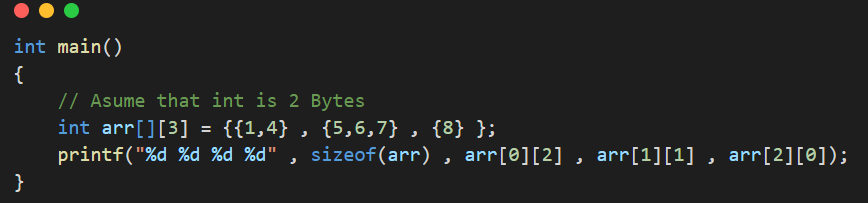 int main()
{
    // Asume that int is 2 Bytes
    int arr[][3] = {{1,4} , {5,6,7} , {8} };
    printf("%d %d %d %d" , sizeof(arr) , arr[0][2] , arr[1][1] , arr[2][0]);
}